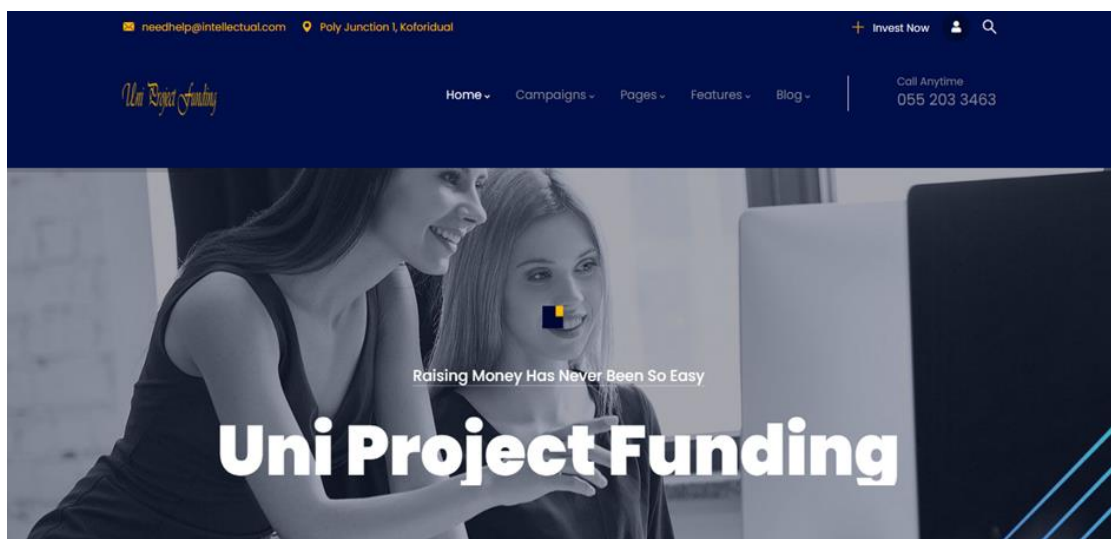 needhelp@intellectual.com Poly Junction 1, Koforidual
Invest Now
Uni Project Funding
Home Campaigns Pages Features Blog
Call Anytime
055 203 3463
Raising Money Has Never Been So Easy
Uni Project Funding